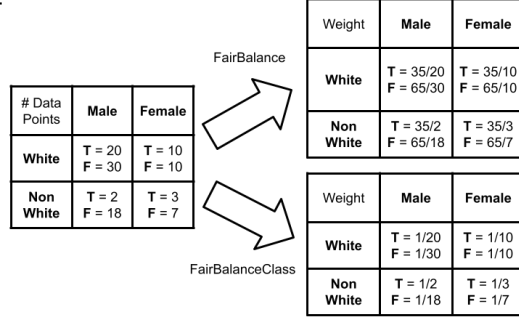 Weight Male Female
White T = 35/20 T = 35/10
F = 65/30 F = 65/10
Non White T = 35/2 T = 35/3
F = 65/18 F = 65/7
FairBalance
# Data Points Male Female
White T = 20 T = 10
F = 30 F = 10
Non White T = 2 T = 3
F = 18 F = 7
FairBalanceClass
Weight Male Female
White T = 1/20 T = 1/10
F = 1/30 F = 1/10
Non White T = 1/2 T = 1/3
F = 1/18 F = 1/7